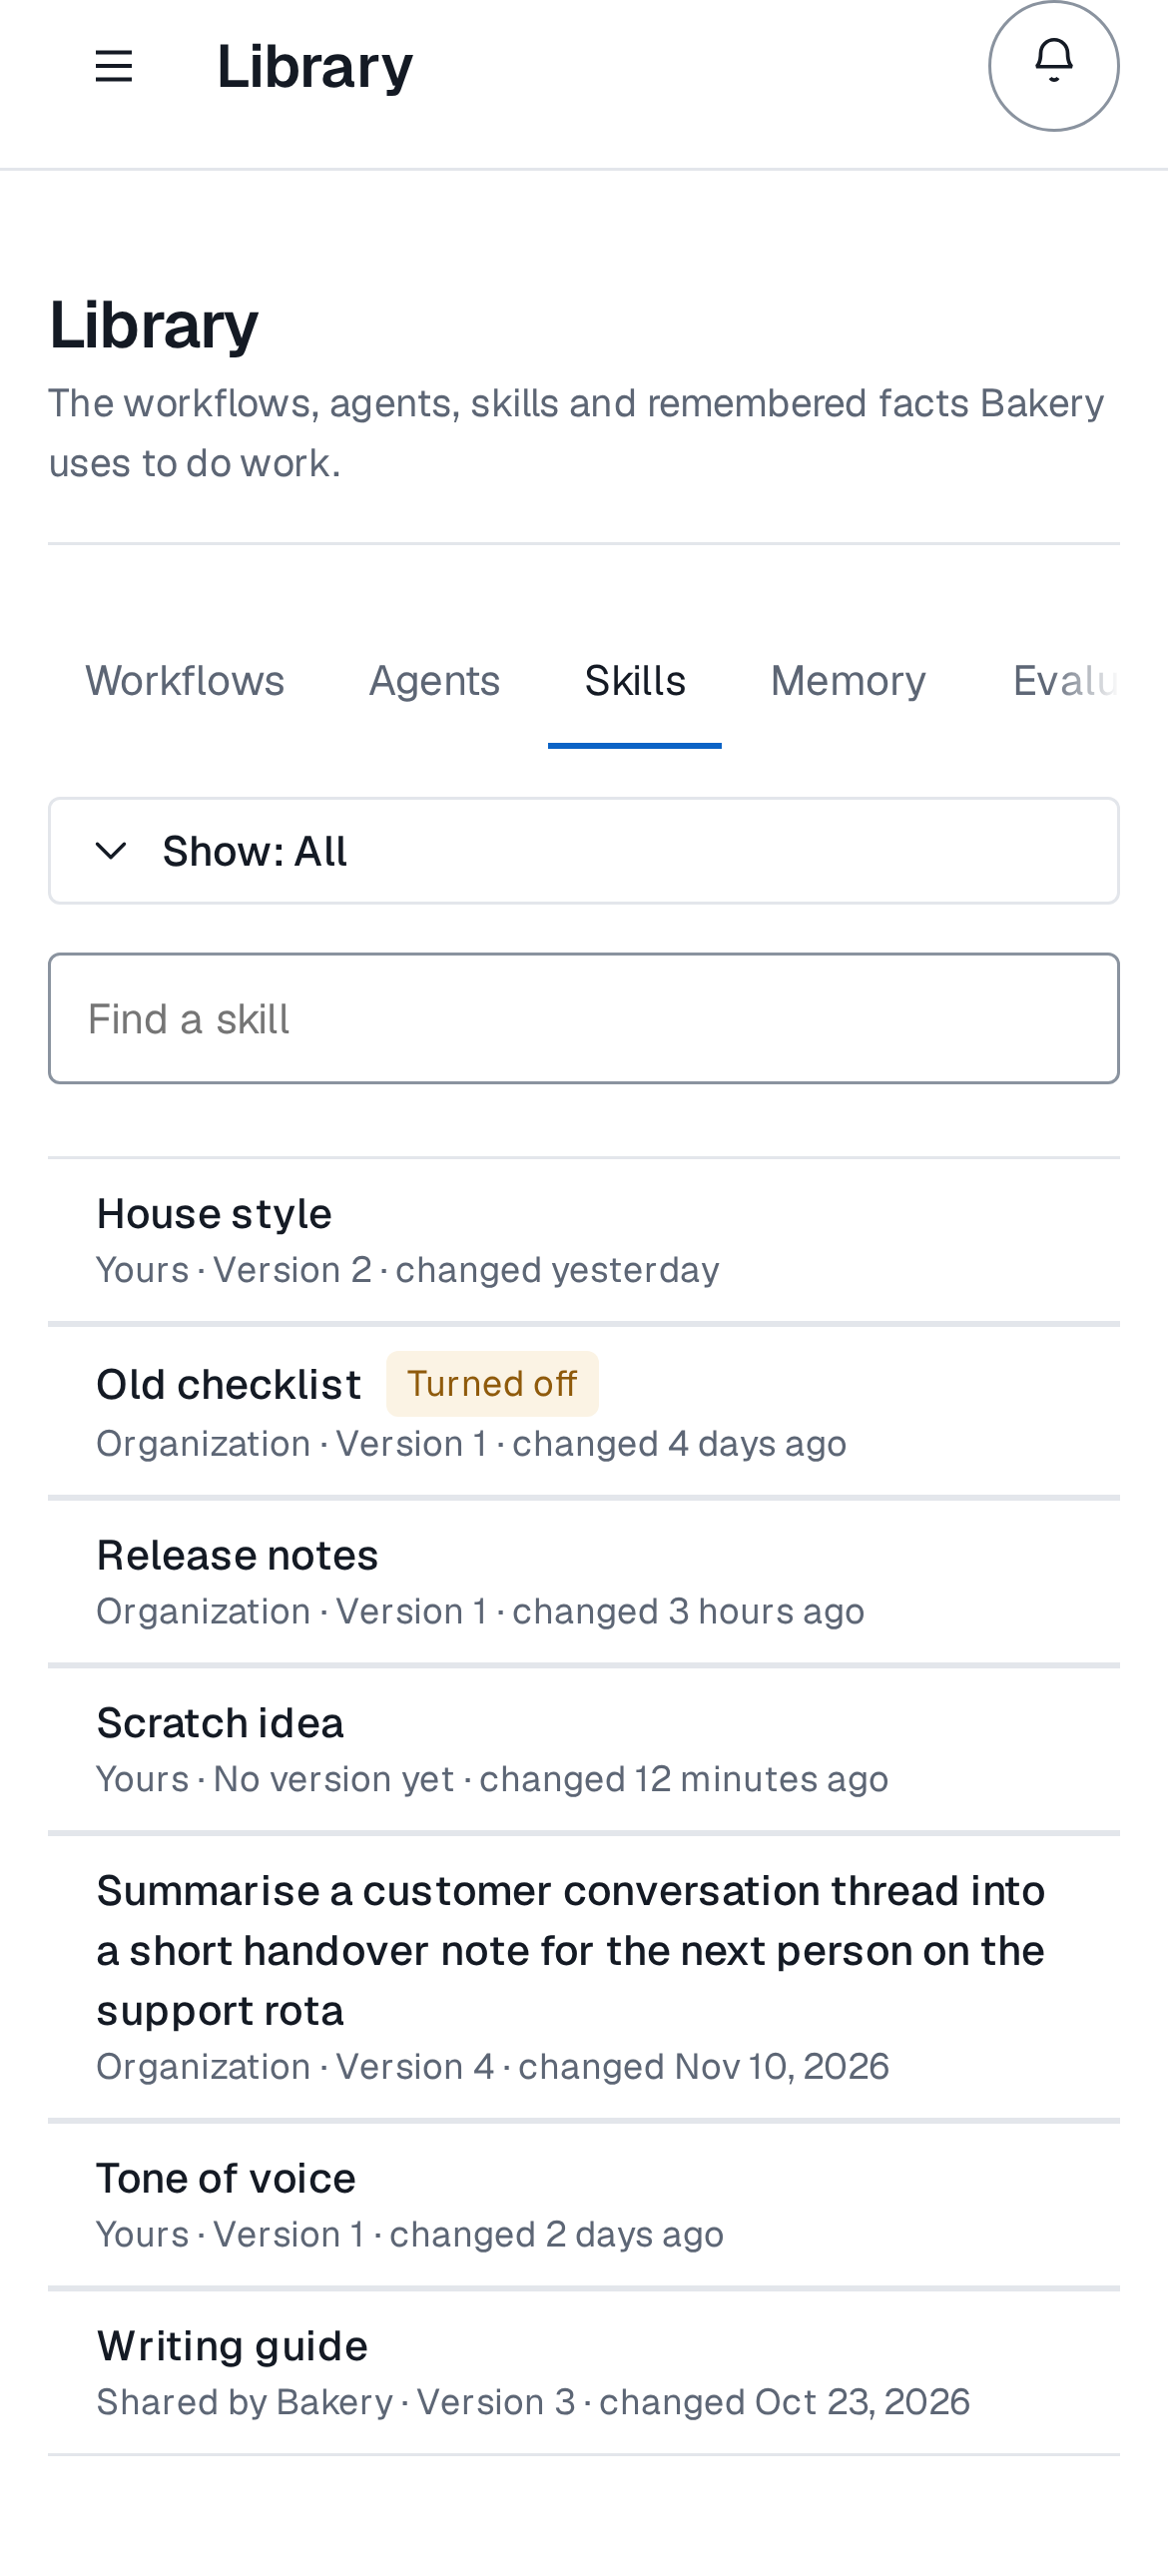 Library
Library
The workflows, agents, skills and remembered facts Bakery
uses to do work.
Workflows Agents Skills Memory Evalu
Show: All
Find a skill
House style
Yours · Version 2 · changed yesterday
Old checklist Turned off
Organization · Version 1 · changed 4 days ago
Release notes
Organization · Version 1 · changed 3 hours ago
Scratch idea
Yours · No version yet · changed 12 minutes ago
Summarise a customer conversation thread into
a short handover note for the next person on the
support rota
Organization · Version 4 · changed Nov 10, 2026
Tone of voice
Yours · Version 1 · changed 2 days ago
Writing guide
Shared by Bakery · Version 3 · changed Oct 23, 2026